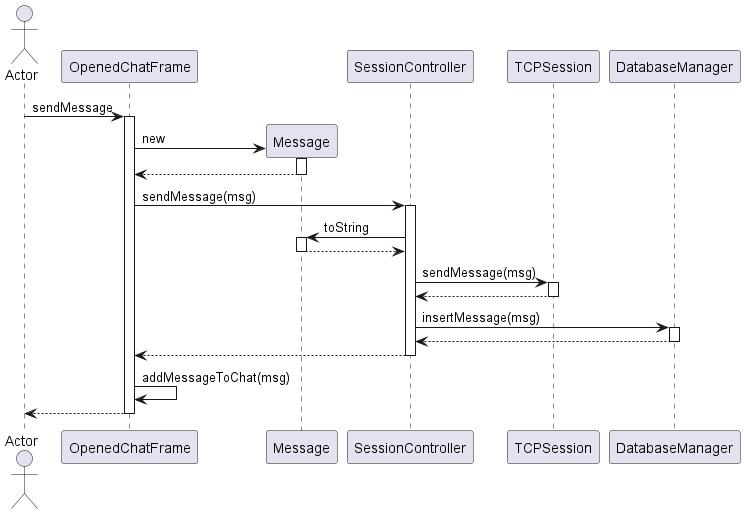 Actor
OpenedChatFrame
SessionController
TCPSession
DatabaseManager
sendMessage
new
Message
sendMessage(msg)
toString
sendMessage(msg)
insertMessage(msg)
addMessageToChat(msg)
Actor
OpenedChatFrame
Message
SessionController
TCPSession
DatabaseManager